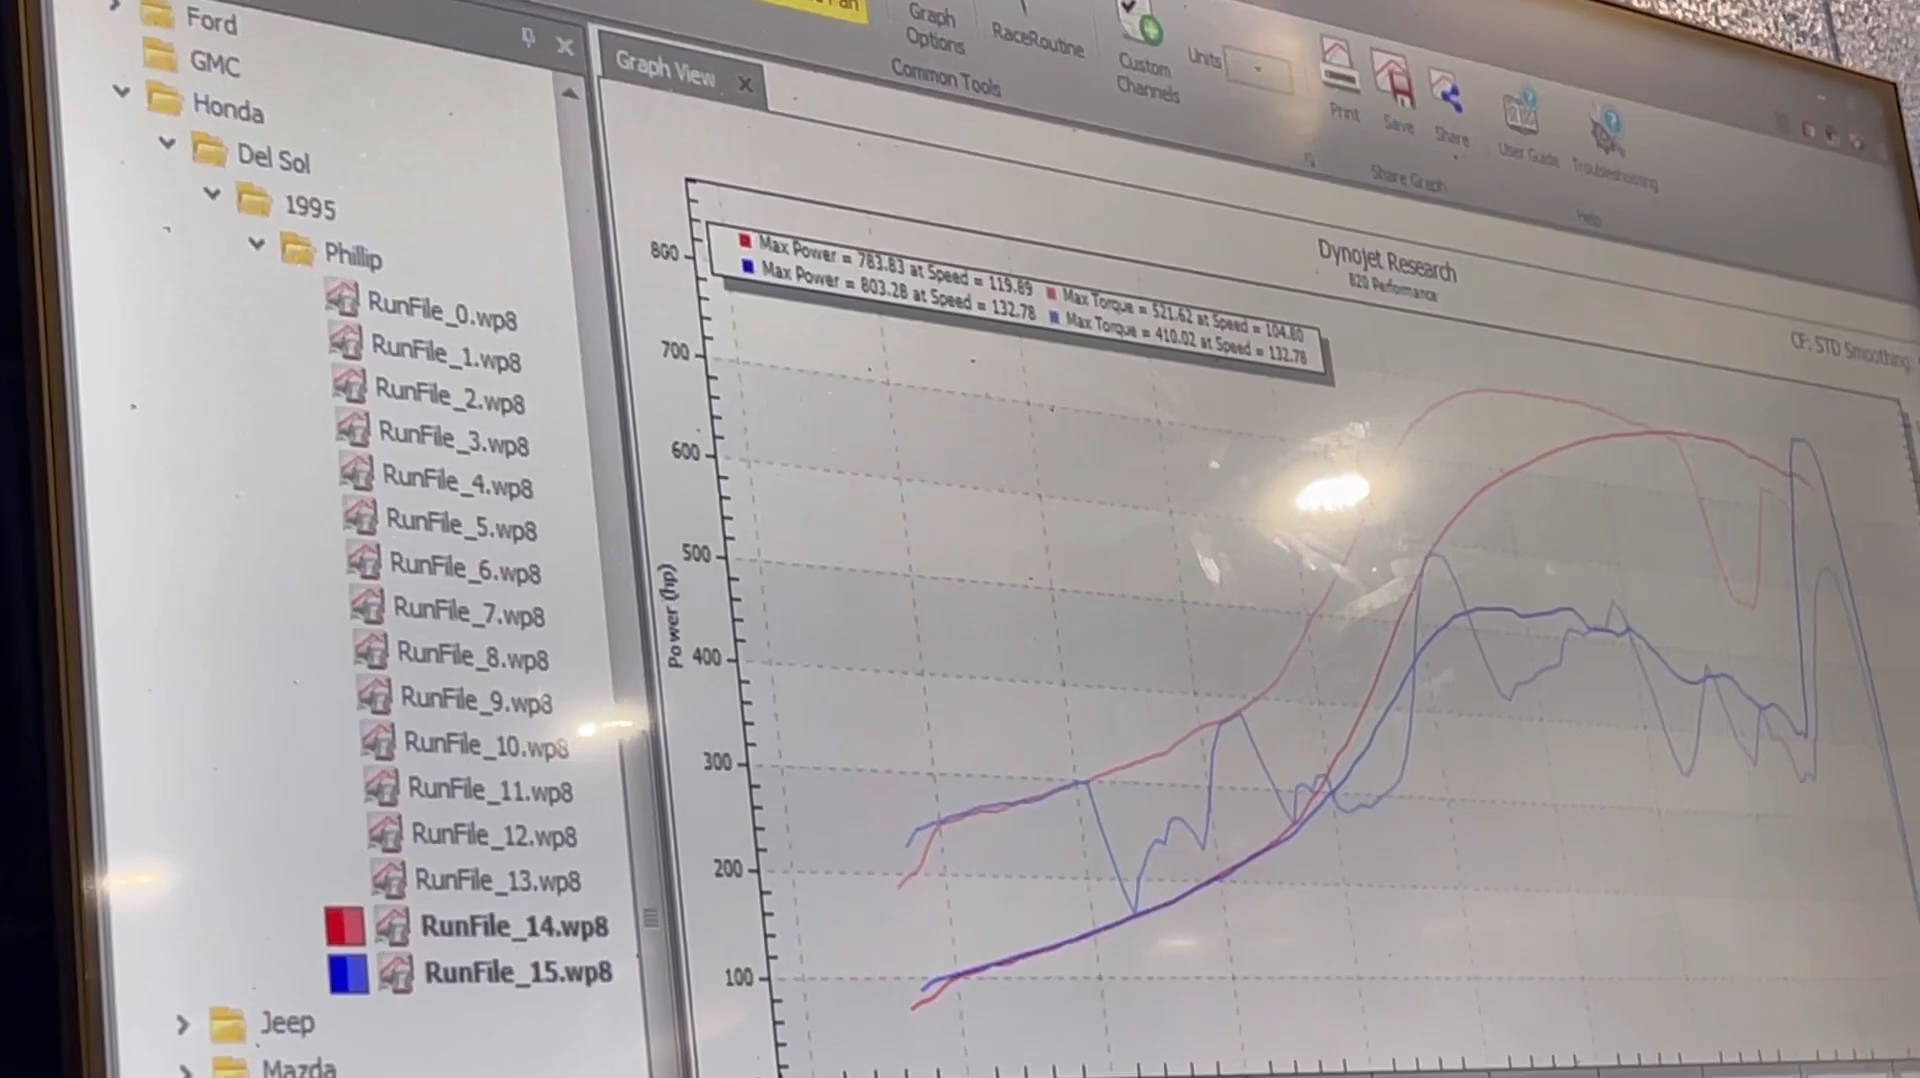 Ford
GMC
Honda
Del Sol
1995
Phillip
RunFile_0.wp8
RunFile_1.wp8
RunFile_2.wp8
RunFile_3.wp8
RunFile_4.wp8
RunFile_5.wp8
RunFile_6.wp8
RunFile_7.wp8
RunFile_8.wp8
RunFile_9.wp8
RunFile_10.wp8
RunFile_11.wp8
RunFile_12.wp8
RunFile_13.wp8
RunFile_14.wp8
RunFile_15.wp8
Jeep
Mazda
Graph Options
RaceRoutine
Common Tools
Custom Channels
Units
Print
Save
Share
Share Graph
User Guide
Troubleshooting
Help
Graph View
Dynojet Research
820 Performance
CF: STD Smoothing
Max Power = 783.83 at Speed = 119.89 Max Torque = 521.62 at Speed = 104.80
Max Power = 803.28 at Speed = 132.78 Max Torque = 410.02 at Speed = 132.78
Power (hp)
800
700
600
500
400
300
200
100